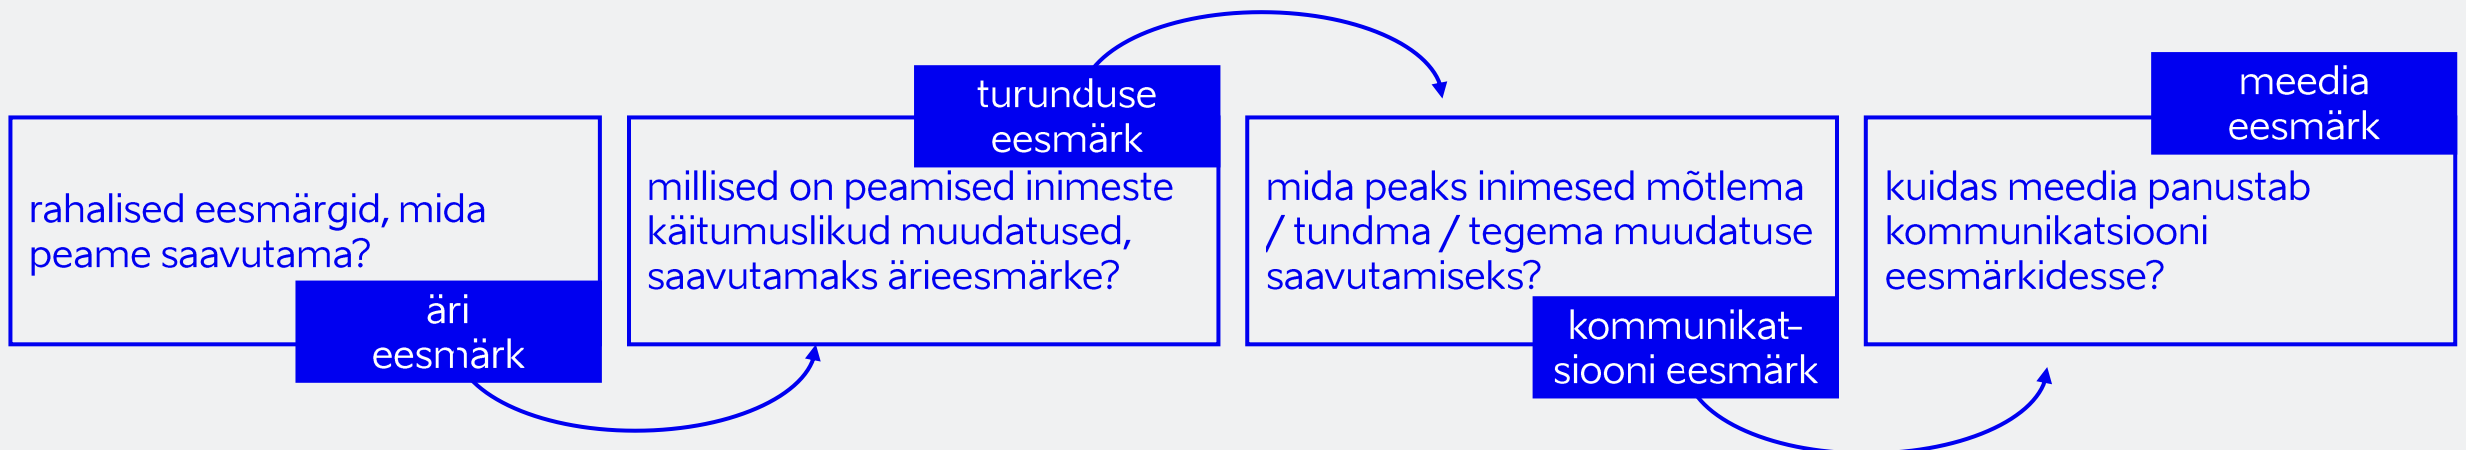 rahalised eesmärgid, mida
peame saavutama?
äri
eesmärk
turunduse
eesmärk
millised on peamised inimeste
käitumuslikud muudatused,
saavutamaks ärieesmärke?
mida peaks inimesed mõtlema
/ tundma / tegema muudatuse
saavutamiseks?
kommunikat-
siooni eesmärk
meedia
eesmärk
kuidas meedia panustab
kommunikatsiooni
eesmärkidesse?